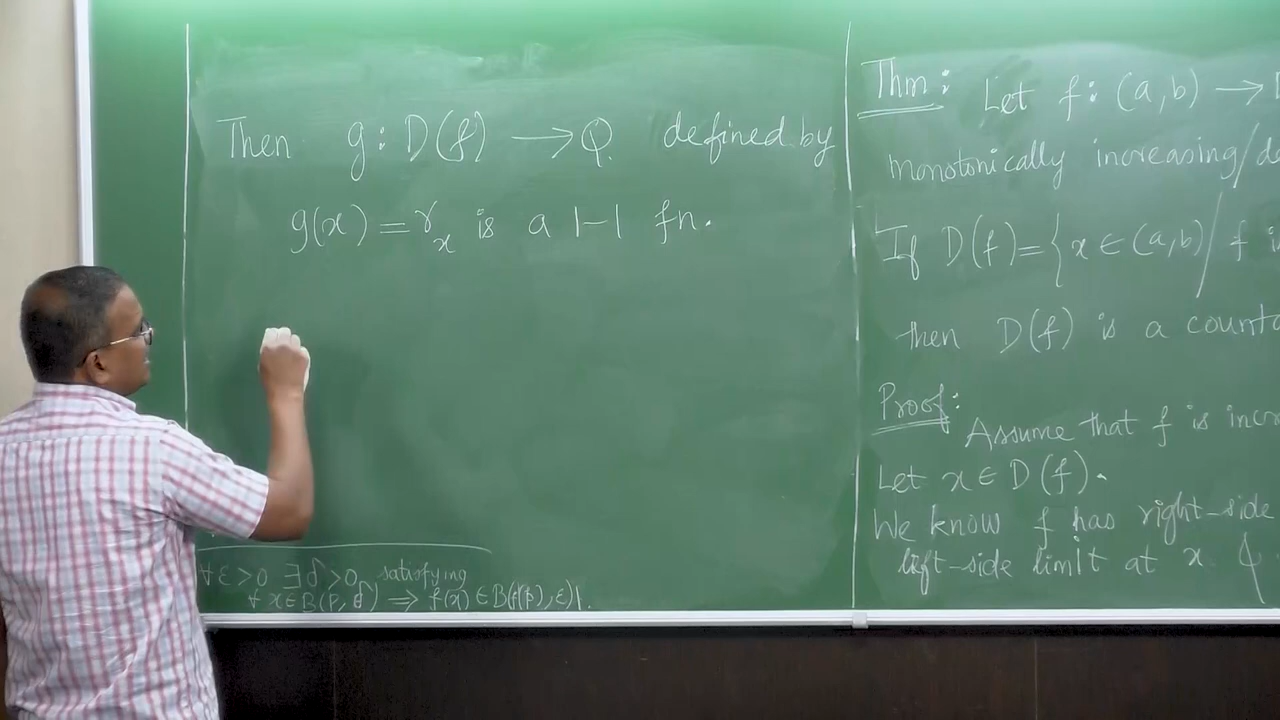 Then g: D(f) → Q defined by
g(x) = r_x is a 1-1 fn.
∀ ε>0 ∃ δ>0 satisfying
∀ x∈B(p, δ) ⟹ f(x) ∈ B(f(p), ε)
Thm: Let f: (a,b) →
monotonically increasing/de
If D(f) = { x ∈ (a,b) / f i
then D(f) is a counta
Proof: Assume that f is incre
Let x ∈ D(f).
We know f has right-side
left-side limit at x &